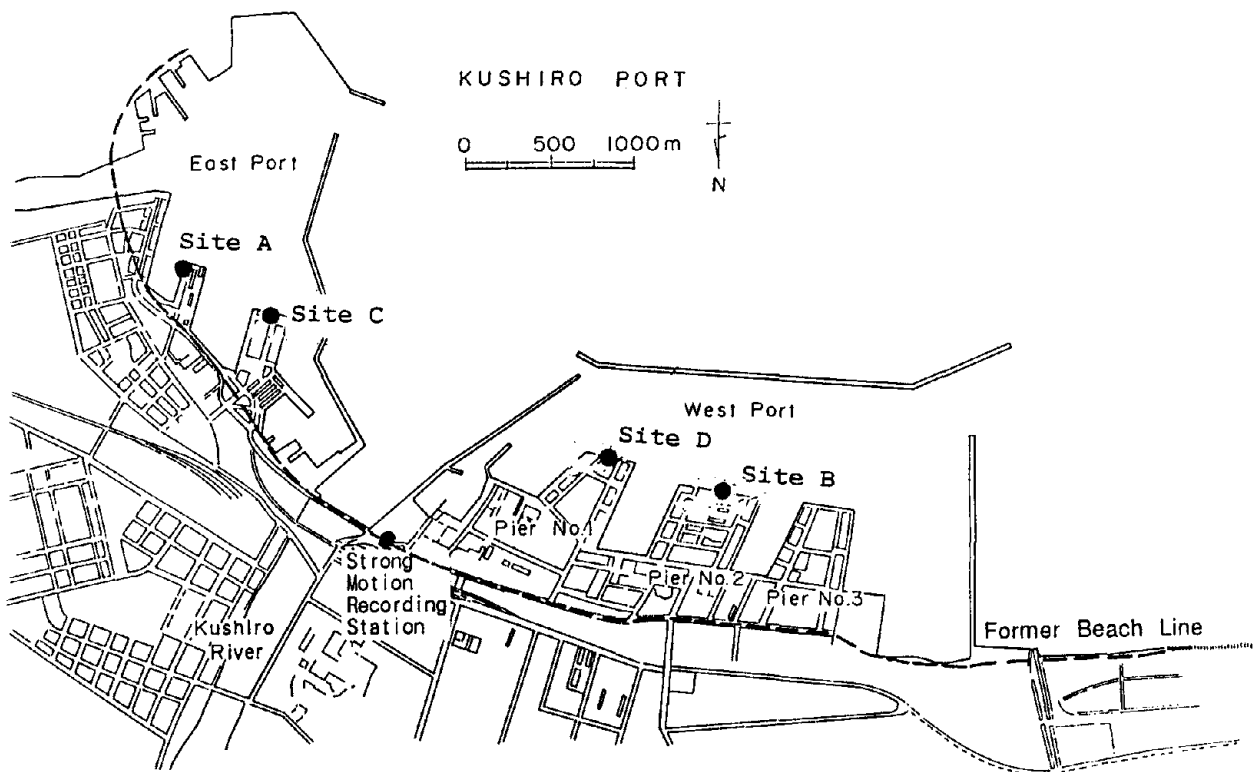 KUSHIRO PORT
0 500 1000m
N
East Port
Site A
Site C
West Port
Site D
Site B
Pier No.1
Pier No.2
Pier No.3
Strong
Motion
Recording
Station
Kushiro
River
Former Beach Line